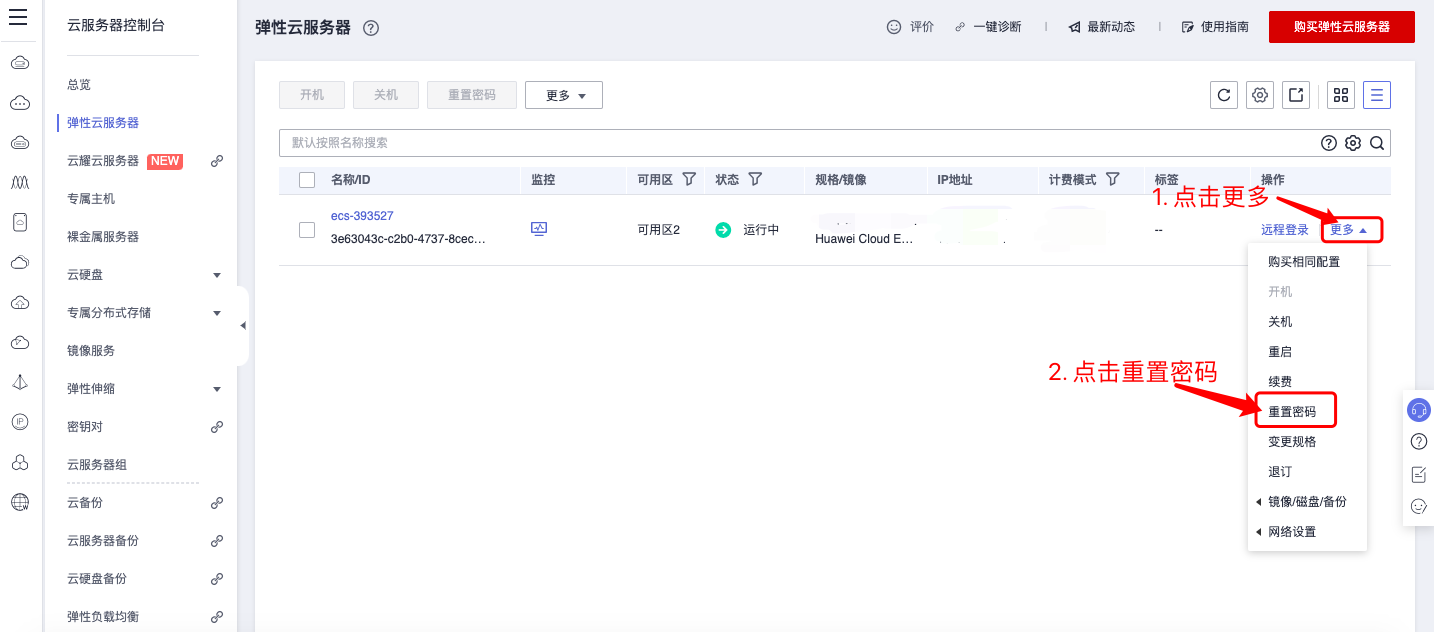 云服务器控制台
总览
弹性云服务器
云耀云服务器 NEW
专属主机
裸金属服务器
云硬盘
专属分布式存储
镜像服务
弹性伸缩
密钥对
云服务器组
云备份
云服务器备份
云硬盘备份
弹性负载均衡
弹性云服务器
评价 一键诊断 最新动态 使用指南 购买弹性云服务器
开机 关机 重置密码 更多
默认按照名称搜索
名称/ID 监控 可用区 状态 规格/镜像 IP地址 计费模式 标签 操作
1. 点击更多
ecs-393527
3e63043c-c2b0-4737-8cec...
可用区2 运行中
Huawei Cloud E...
-- 远程登录 更多
购买相同配置
开机
关机
重启
续费
2. 点击重置密码
重置密码
变更规格
退订
镜像/磁盘/备份
网络设置
IP
W